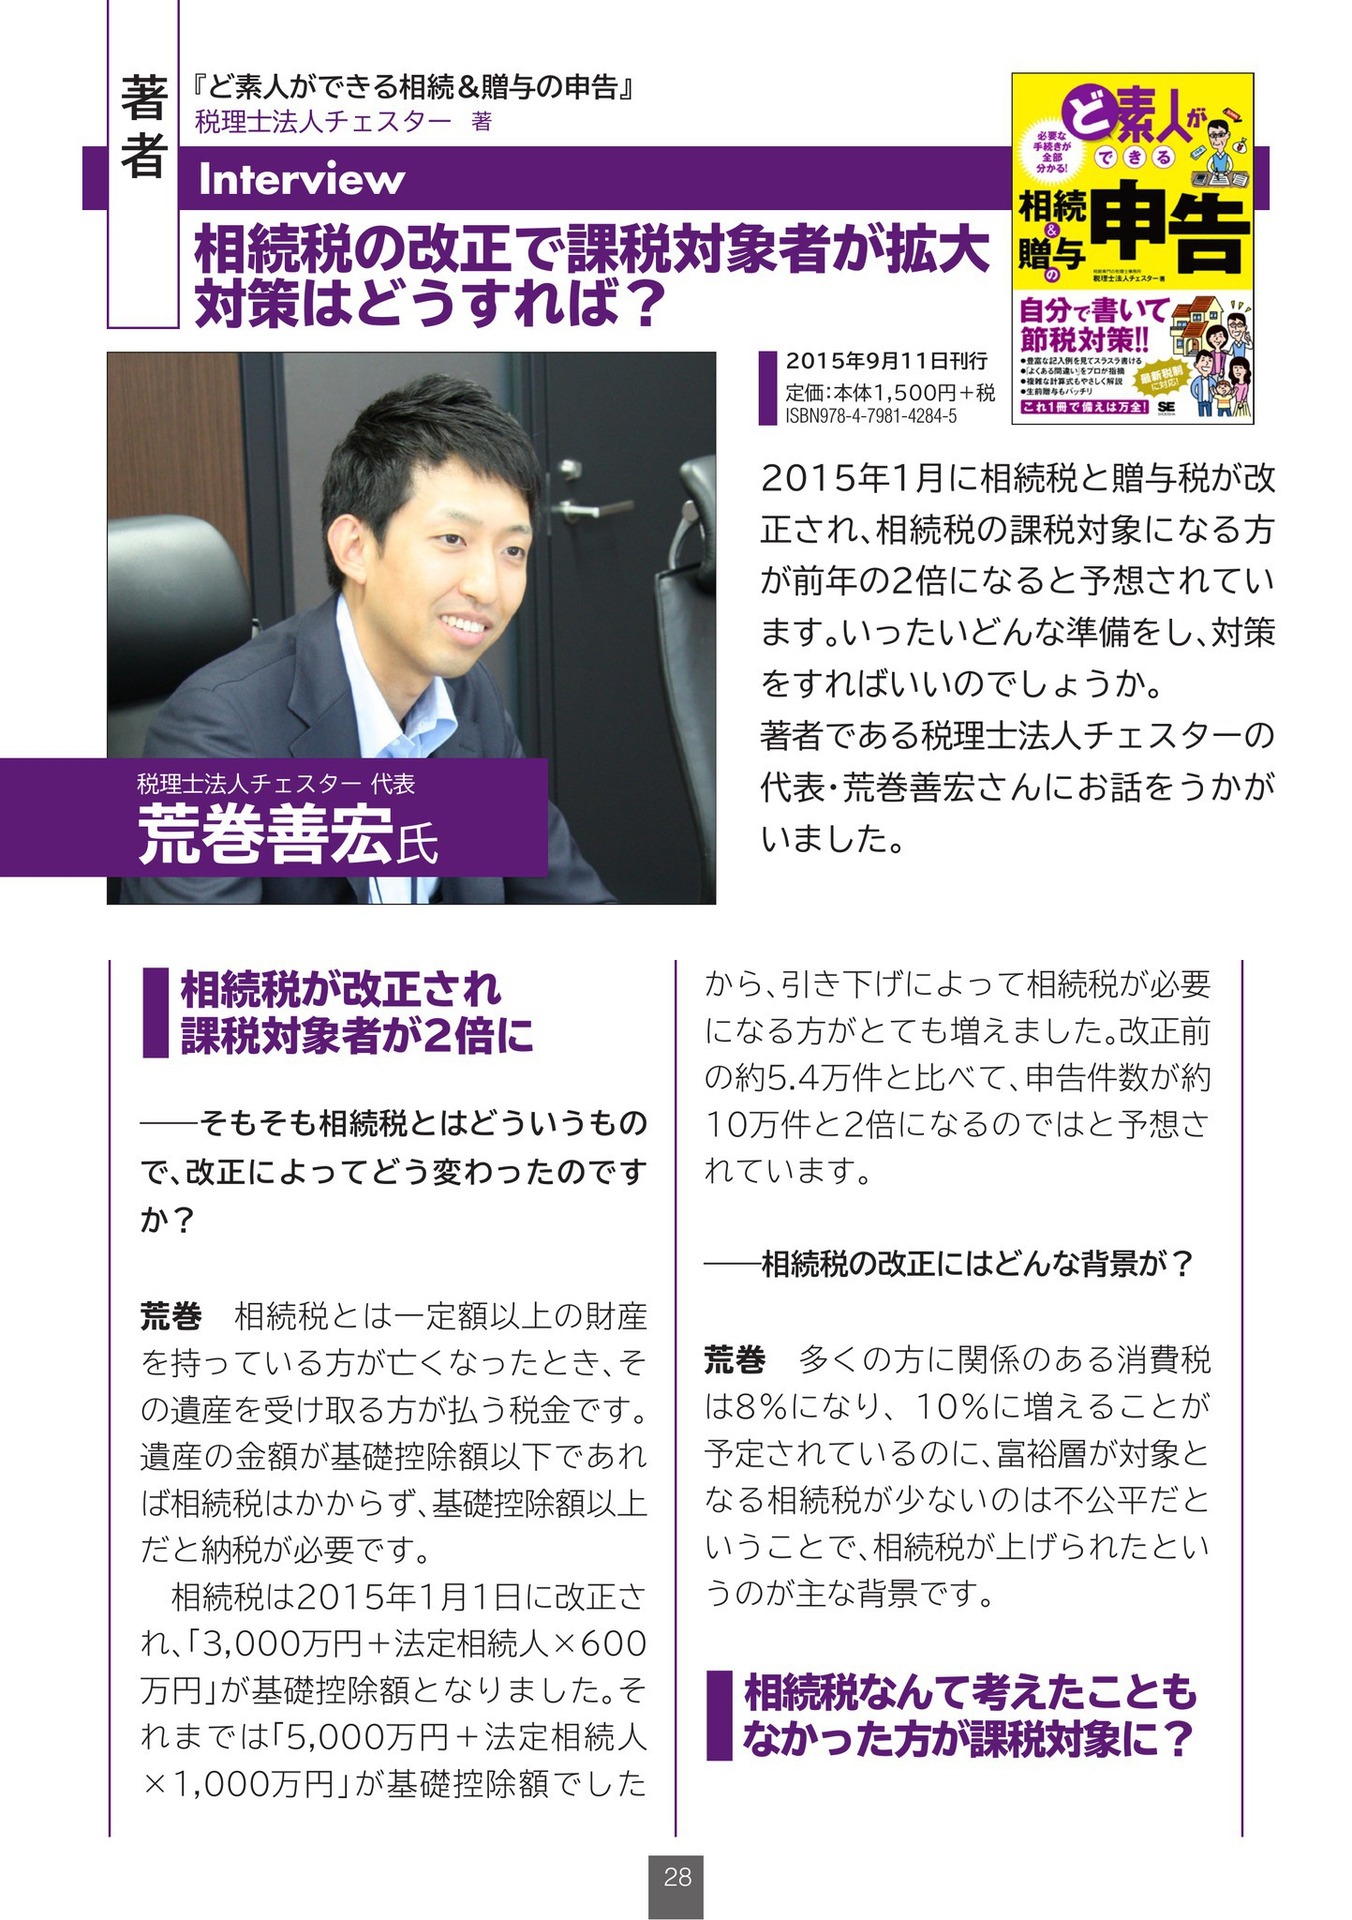 著者
『ど素人ができる相続＆贈与の申告』
税理士法人チェスター 著
Interview
相続税の改正で課税対象者が拡大
対策はどうすれば？
ど素人が
できる
必要な
手続きが
全部
分かる!
相続
&
贈与
の
申告
相続専門の税理士事務所
税理士法人チェスター著
自分で書いて
節税対策!!
●豊富な記入例を見てスラスラ書ける
●「よくある間違い」をプロが指摘
●複雑な計算式もやさしく解説
●生前贈与もバッチリ
最新税制
に対応!
これ1冊で備えは万全!
SE
SHOEISHA
2015年9月11日刊行
定価：本体1,500円＋税
ISBN978-4-7981-4284-5
2015年1月に相続税と贈与税が改
正され、相続税の課税対象になる方
が前年の2倍になると予想されてい
ます。いったいどんな準備をし、対策
をすればいいのでしょうか。
著者である税理士法人チェスターの
代表・荒巻善宏さんにお話をうかが
いました。
税理士法人チェスター 代表
荒巻善宏氏
相続税が改正され
課税対象者が2倍に
――そもそも相続税とはどういうもの
で、改正によってどう変わったのです
か？
荒巻　相続税とは一定額以上の財産
を持っている方が亡くなったとき、そ
の遺産を受け取る方が払う税金です。
遺産の金額が基礎控除額以下であれ
ば相続税はかからず、基礎控除額以上
だと納税が必要です。
　相続税は2015年1月1日に改正さ
れ、「3,000万円＋法定相続人×600
万円」が基礎控除額となりました。そ
れまでは「5,000万円＋法定相続人
×1,000万円」が基礎控除額でした
から、引き下げによって相続税が必要
になる方がとても増えました。改正前
の約5.4万件と比べて、申告件数が約
10万件と2倍になるのではと予想さ
れています。
――相続税の改正にはどんな背景が？
荒巻　多くの方に関係のある消費税
は8％になり、10％に増えることが
予定されているのに、富裕層が対象と
なる相続税が少ないのは不公平だと
いうことで、相続税が上げられたとい
うのが主な背景です。
相続税なんて考えたことも
なかった方が課税対象に？
28